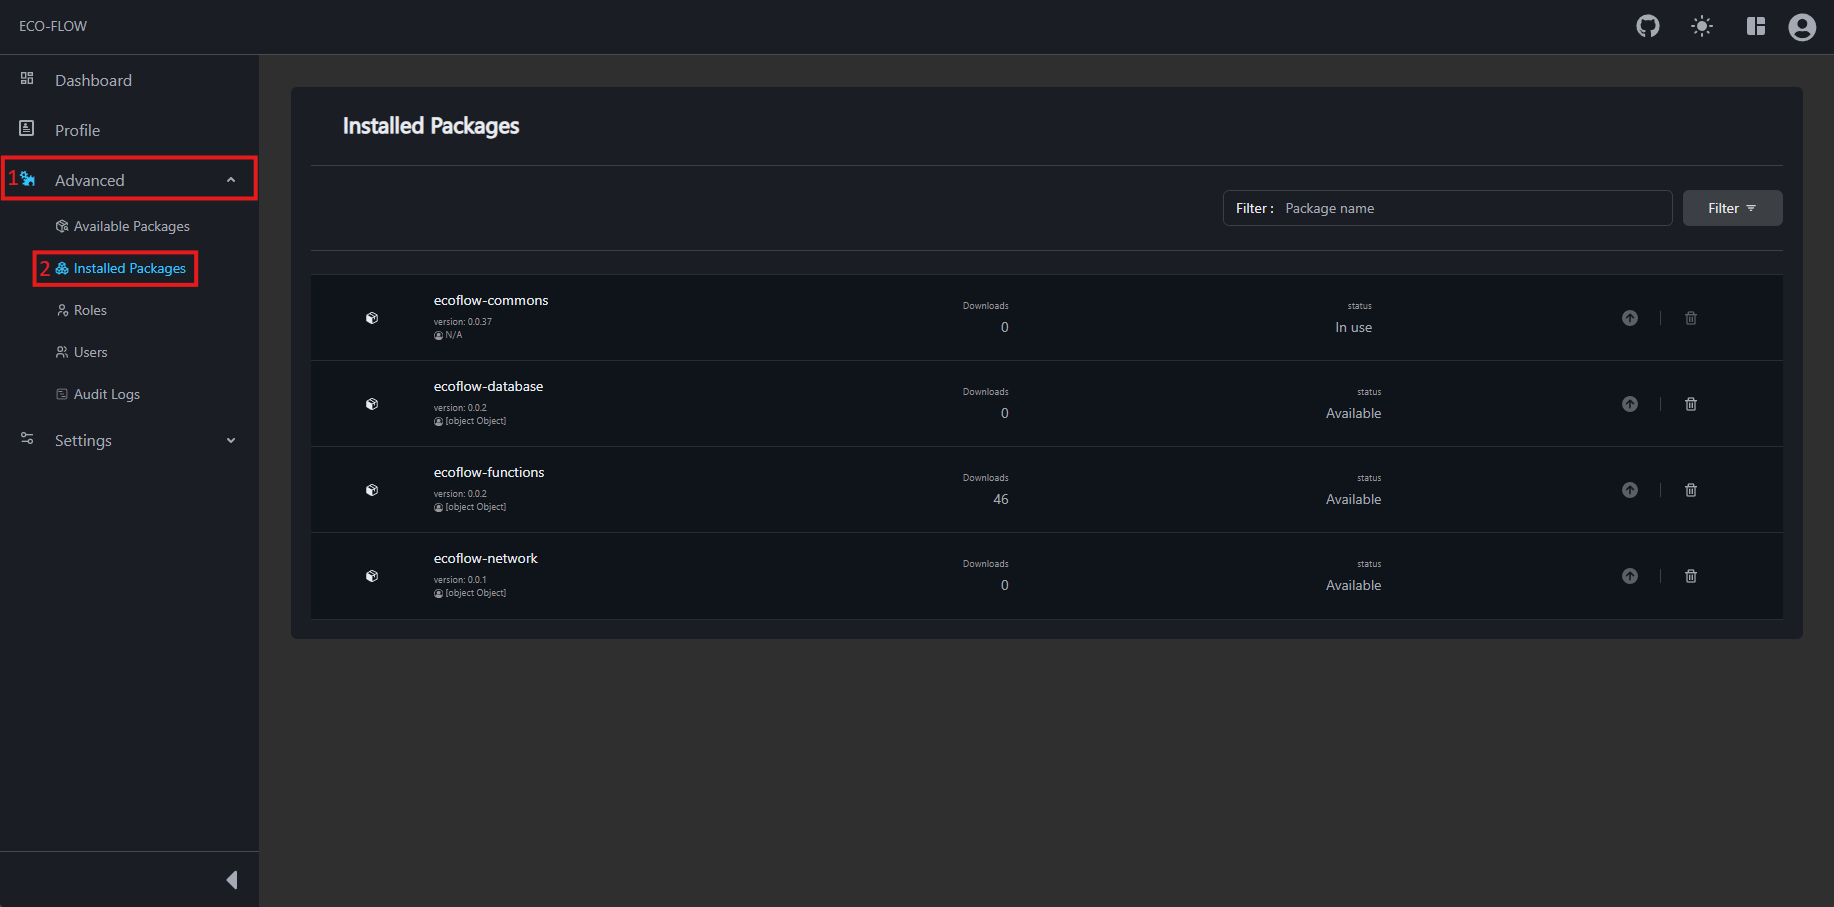 ECO-FLOW
Dashboard
Profile
1 Advanced
Available Packages
2 Installed Packages
Roles
Users
Audit Logs
Settings
Installed Packages
Filter : Package name
Filter
ecoflow-commons
version: 0.0.37
N/A
Downloads
0
status
In use
ecoflow-database
version: 0.0.2
[object Object]
Downloads
0
status
Available
ecoflow-functions
version: 0.0.2
[object Object]
Downloads
46
status
Available
ecoflow-network
version: 0.0.1
[object Object]
Downloads
0
status
Available